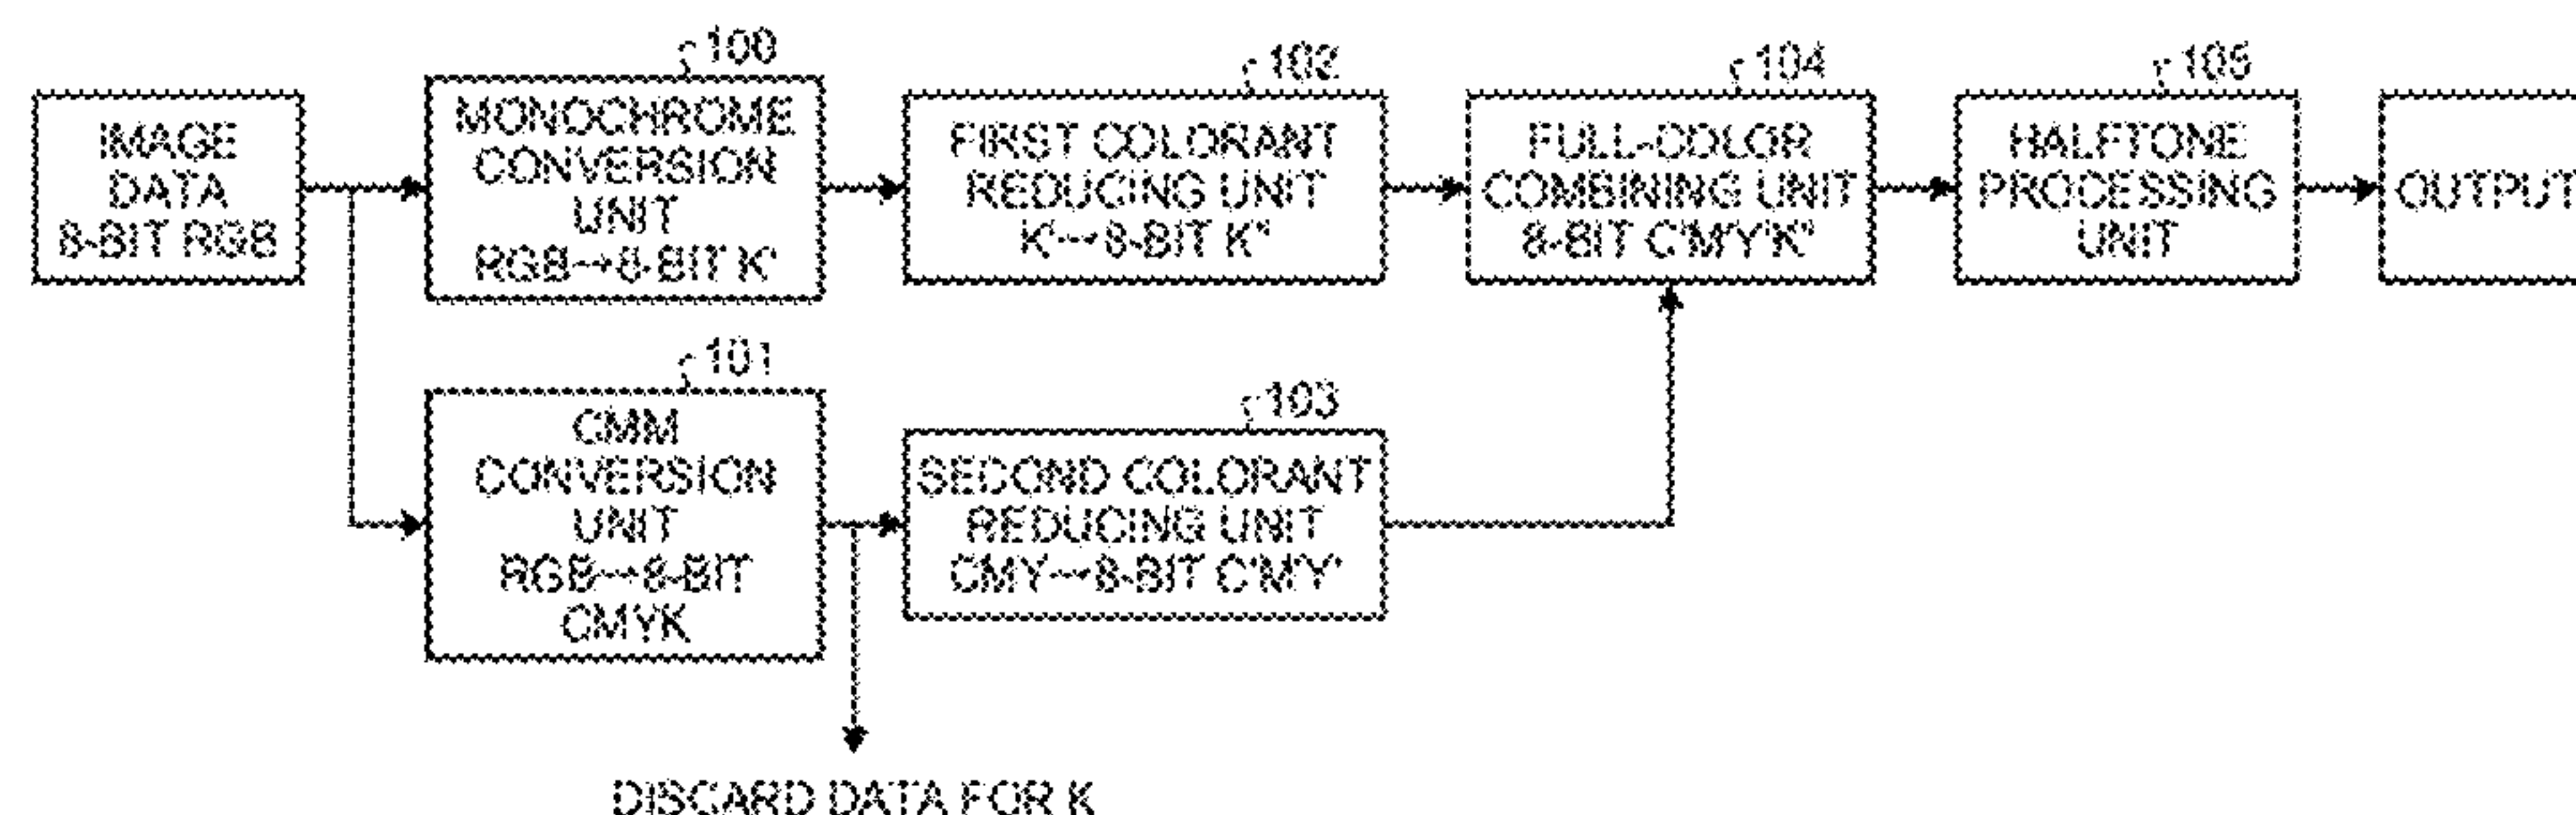 IMAGE
DATA
8-BIT RGB
100
MONOCHROME
CONVERSION
UNIT
RGB→8-BIT K'
102
FIRST COLORANT
REDUCING UNIT
K'→8-BIT K"
104
FULL-COLOR
COMBINING UNIT
8-BIT C'M'Y'K"
105
HALFTONE
PROCESSING
UNIT
OUTPUT
101
CMM
CONVERSION
UNIT
RGB→8-BIT
CMYK
103
SECOND COLORANT
REDUCING UNIT
CMY→8-BIT C'M'Y'
DISCARD DATA FOR K